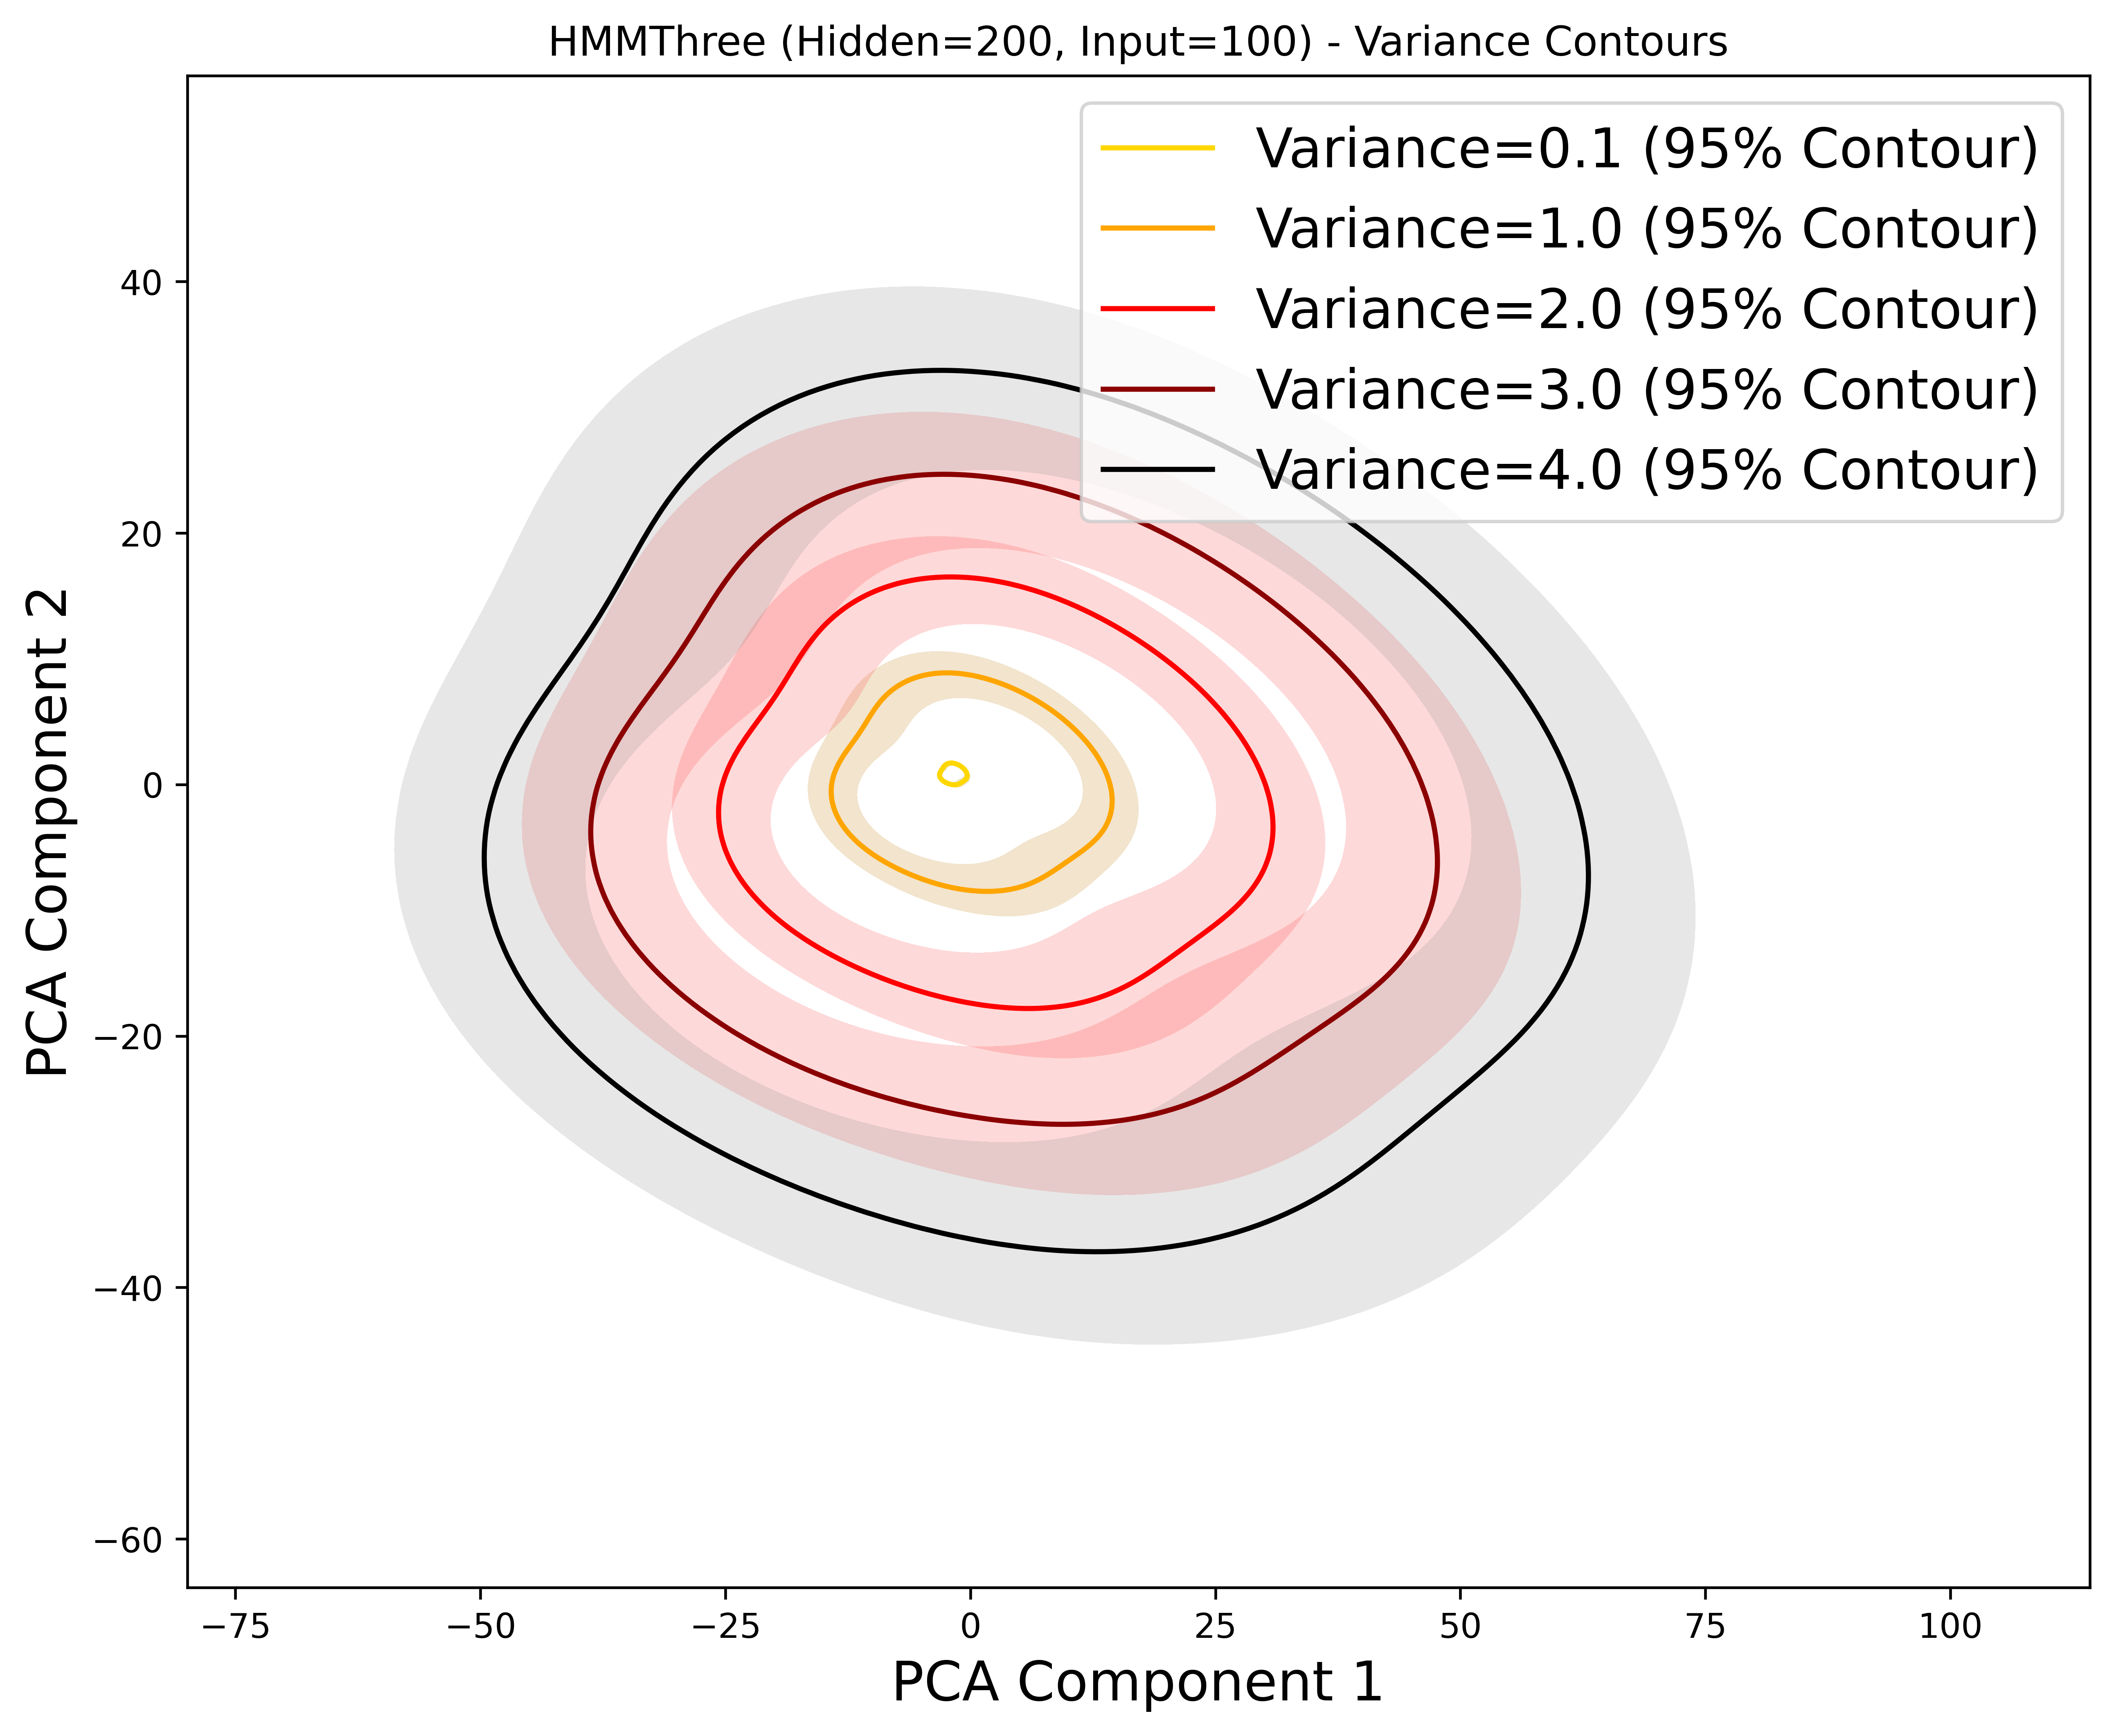 HMMThree (Hidden=200, Input=100) - Variance Contours
Variance=0.1 (95% Contour)
Variance=1.0 (95% Contour)
Variance=2.0 (95% Contour)
Variance=3.0 (95% Contour)
Variance=4.0 (95% Contour)
PCA Component 2
40
20
0
−20
−40
−60
−75 −50 −25 0 25 50 75 100
PCA Component 1